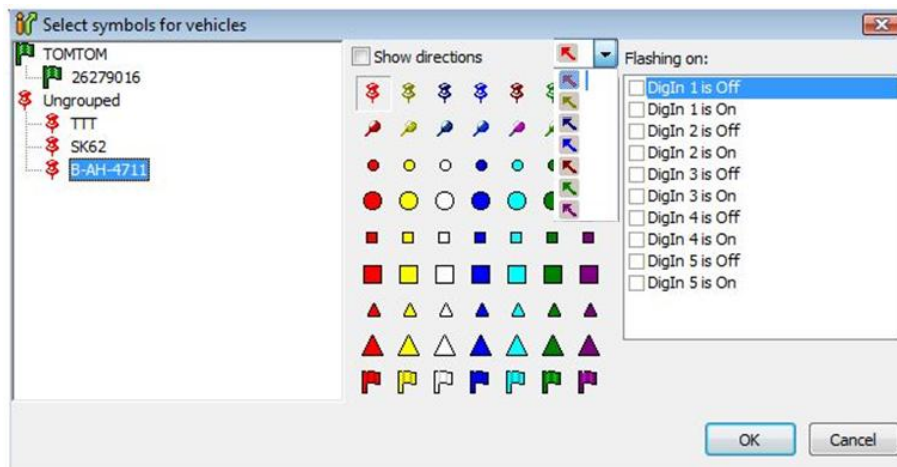 Select symbols for vehicles
TOMTOM
26279016
Ungrouped
TTT
SK62
B-AH-4711
Show directions
Flashing on:
DigIn 1 is Off
DigIn 1 is On
DigIn 2 is Off
DigIn 2 is On
DigIn 3 is Off
DigIn 3 is On
DigIn 4 is Off
DigIn 4 is On
DigIn 5 is Off
DigIn 5 is On
OK
Cancel